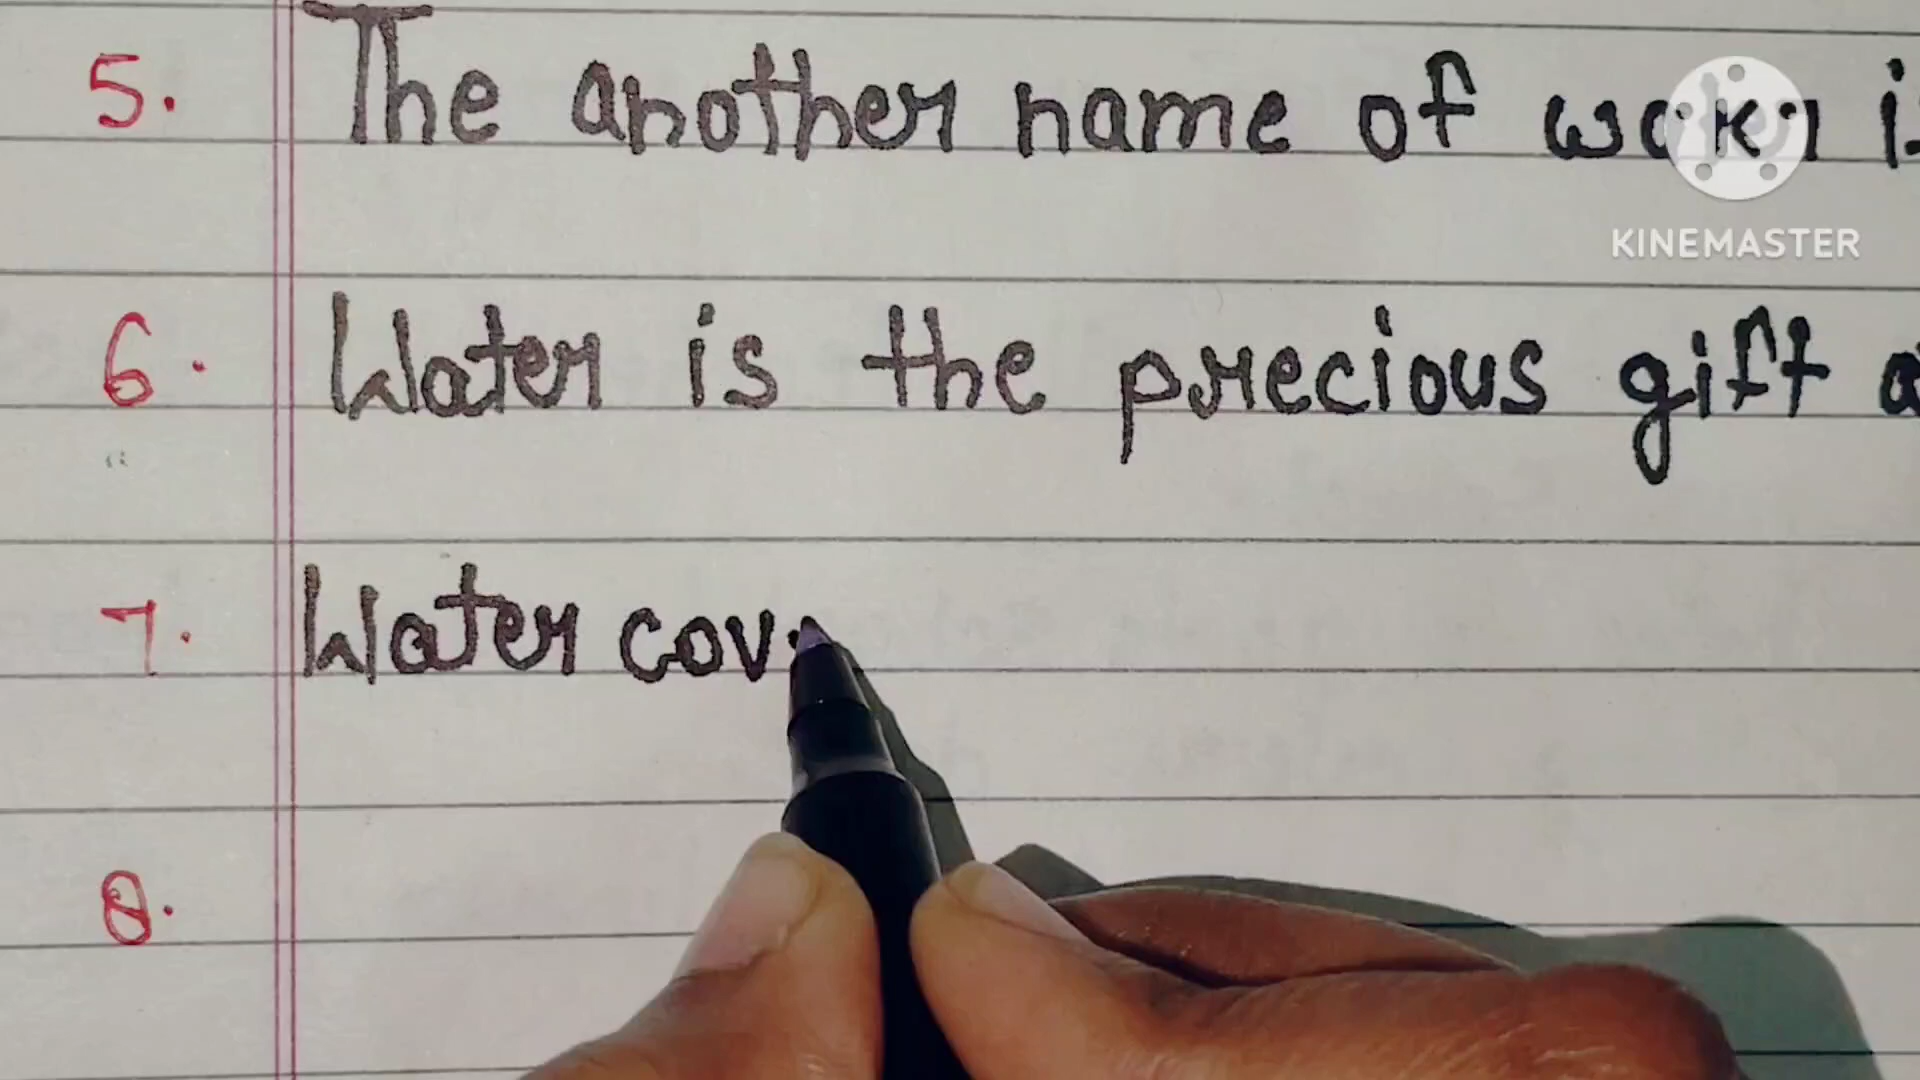 5. The another name of i
6. Water is the precious gift
7. Water cov
8.
KINEMASTER